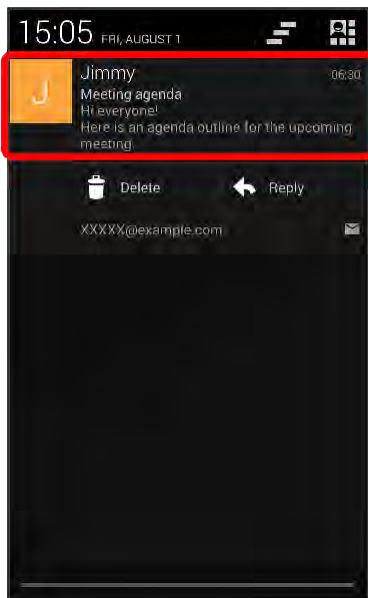 15:05 FRI, AUGUST 1
J
Jimmy 06:30
Meeting agenda
Hi everyone!
Here is an agenda outline for the upcoming
meeting.
Delete Reply
XXXXX@example.com